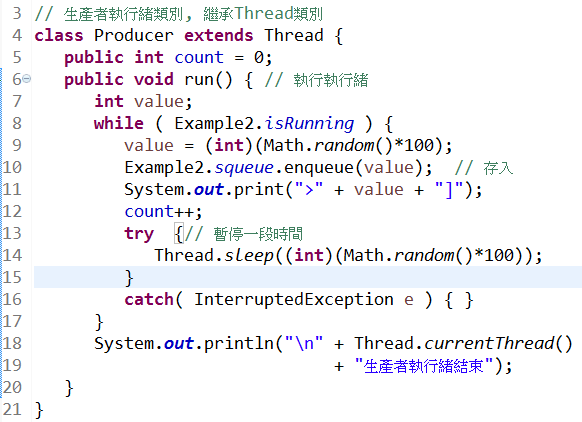 3 // 生產者執行緒類別, 繼承Thread類別
4 class Producer extends Thread {
5    public int count = 0;
6    public void run() { // 執行執行緒
7       int value;
8       while ( Example2.isRunning ) {
9          value = (int)(Math.random()*100);
10          Example2.squeue.enqueue(value);  // 存入
11          System.out.print(">" + value + "]");
12          count++;
13          try  {// 暫停一段時間
14             Thread.sleep((int)(Math.random()*100));
15          }
16          catch( InterruptedException e ) { }
17       }
18       System.out.println("\n" + Thread.currentThread()
19                               + "生產者執行緒結束");
20    }
21 }